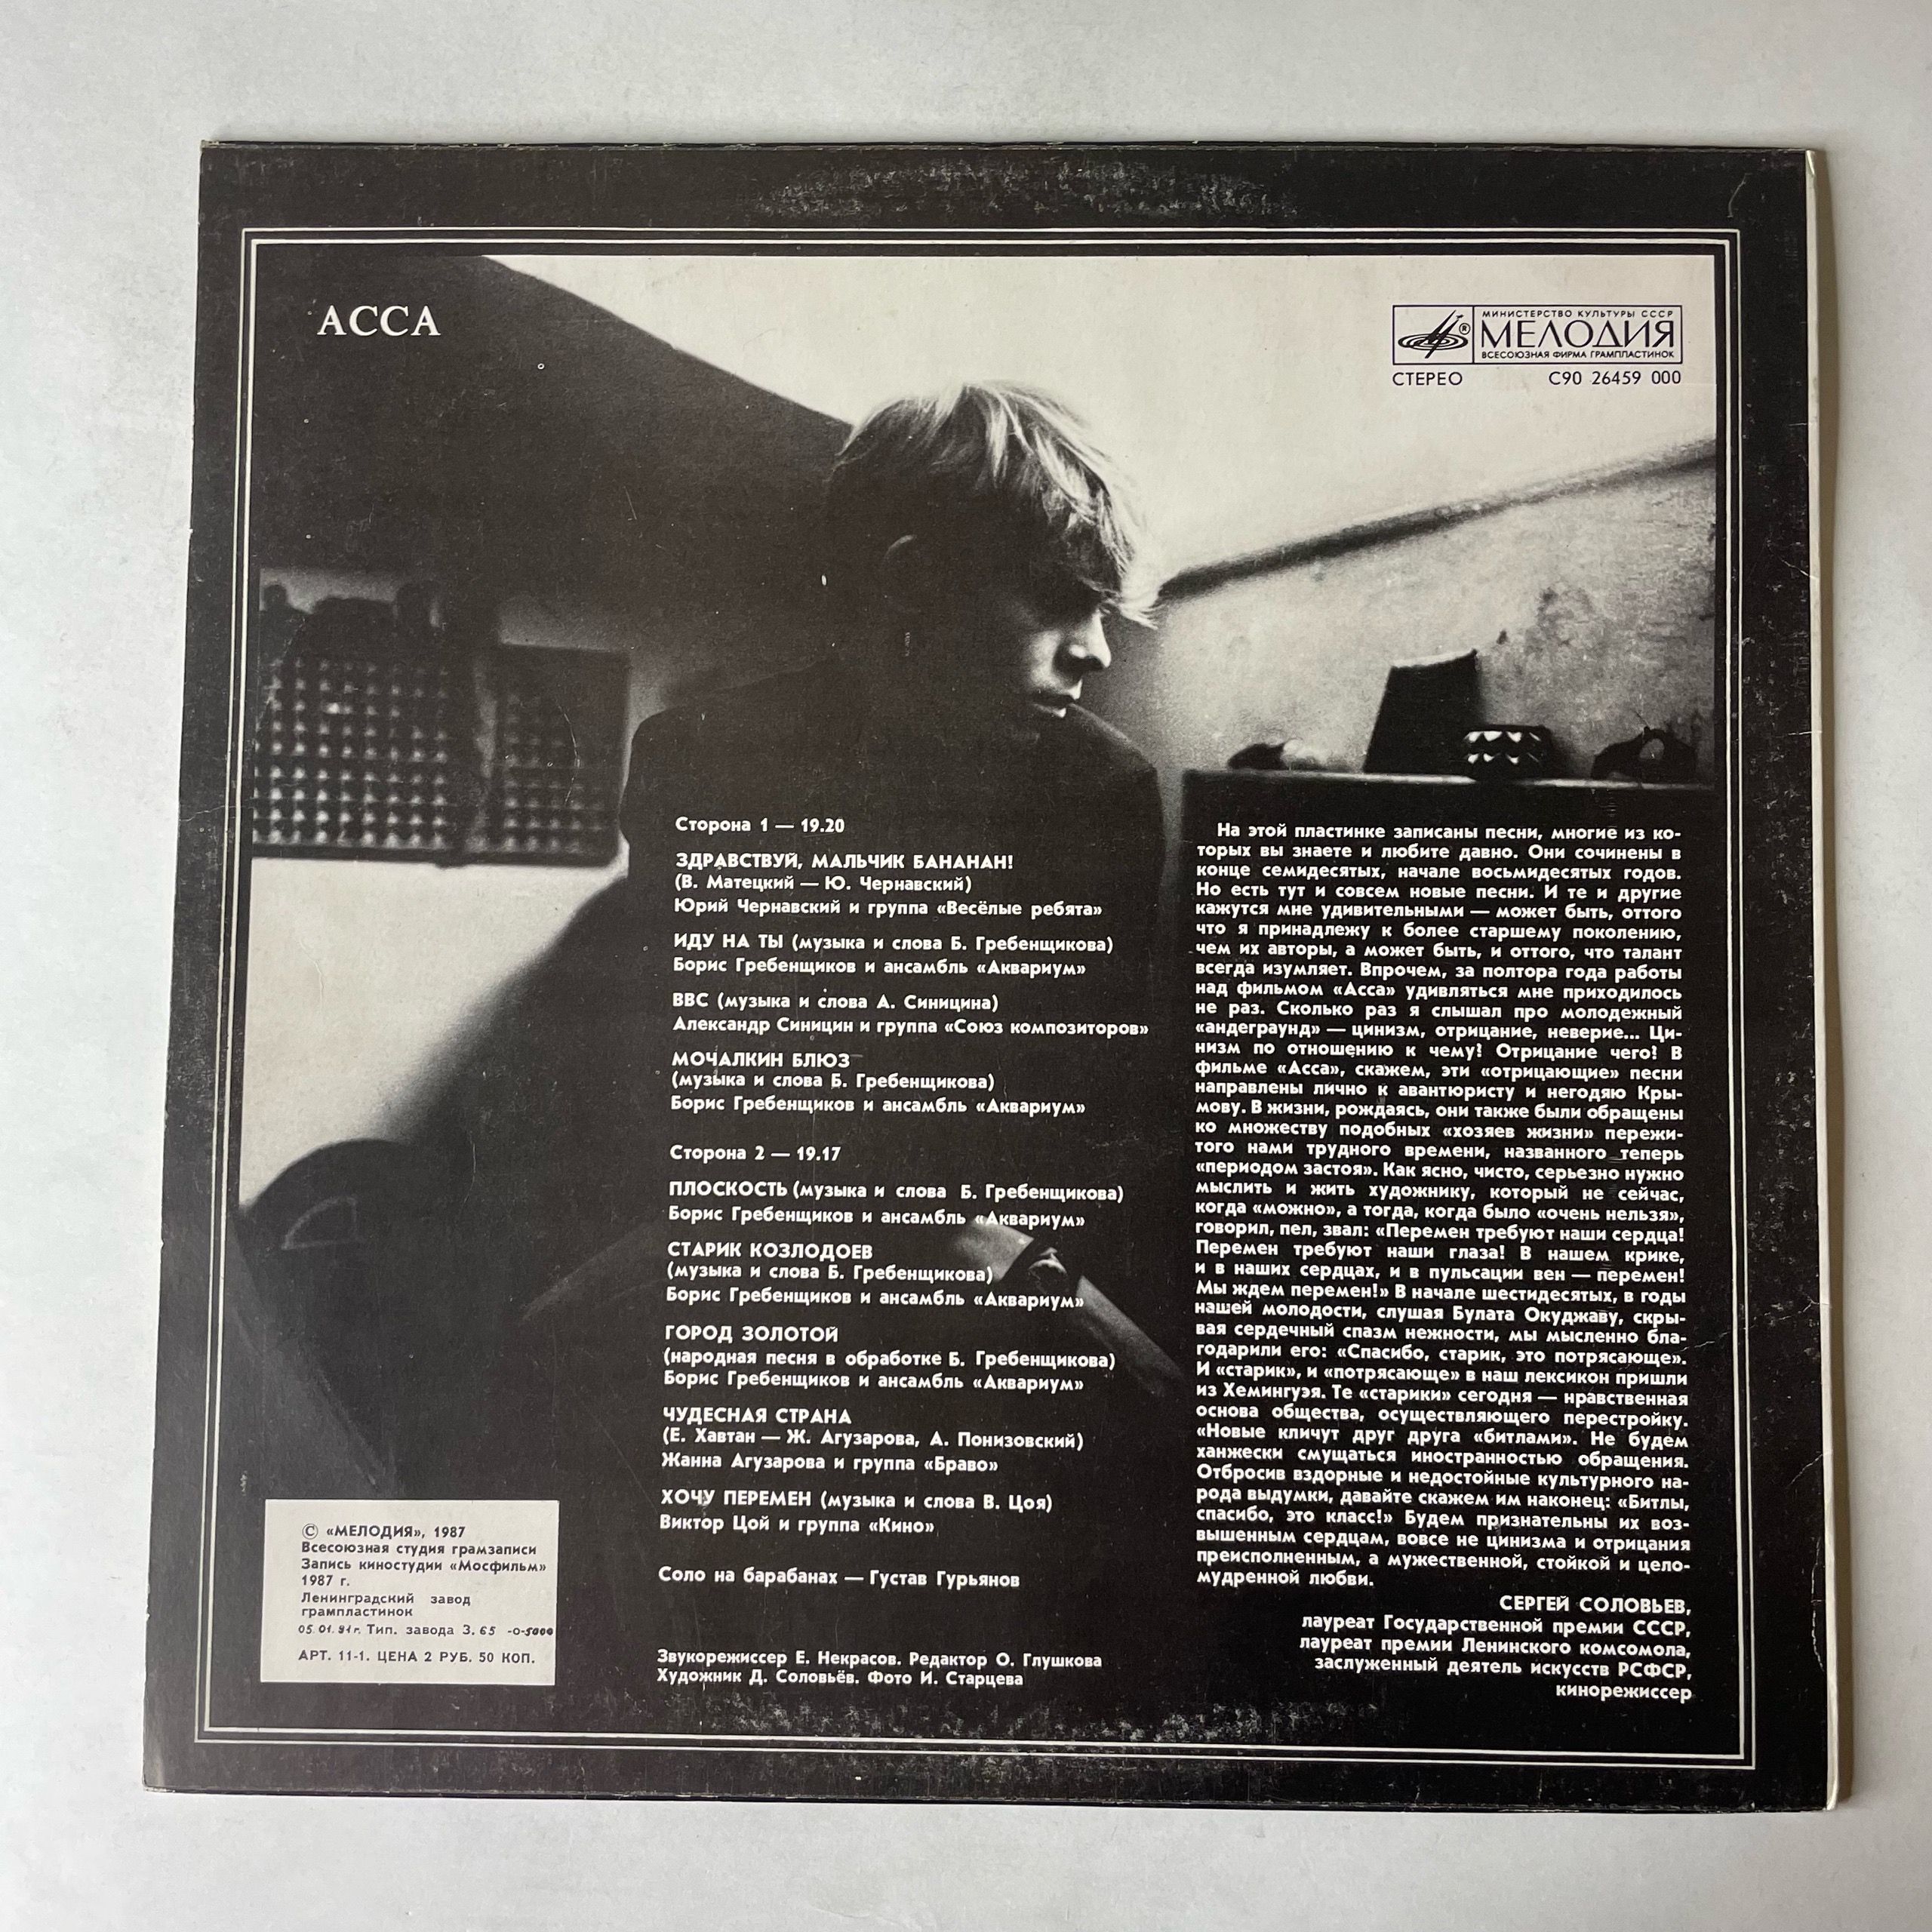 АССА
МИНИСТЕРСТВО КУЛЬТУРЫ СССР
МЕЛОДИЯ
ВСЕСОЮЗНАЯ ФИРМА ГРАМПЛАСТИНОК
СТЕРЕО С90 26459 000
Сторона 1 — 19.20
ЗДРАВСТВУЙ, МАЛЬЧИК БАНАНАН!
(В. Матецкий — Ю. Чернавский)
Юрий Чернавский и группа «Весёлые ребята»
ИДУ НА ТЫ (музыка и слова Б. Гребенщикова)
Борис Гребенщиков и ансамбль «Аквариум»
ВВС (музыка и слова А. Синицина)
Александр Синицин и группа «Союз композиторов»
МОЧАЛКИН БЛЮЗ
(музыка и слова Б. Гребенщикова)
Борис Гребенщиков и ансамбль «Аквариум»
Сторона 2 — 19.17
ПЛОСКОСТЬ (музыка и слова Б. Гребенщикова)
Борис Гребенщиков и ансамбль «Аквариум»
СТАРИК КОЗЛОДОЕВ
(музыка и слова Б. Гребенщикова)
Борис Гребенщиков и ансамбль «Аквариум»
ГОРОД ЗОЛОТОЙ
(народная песня в обработке Б. Гребенщикова)
Борис Гребенщиков и ансамбль «Аквариум»
ЧУДЕСНАЯ СТРАНА
(Е. Хавтан — Ж. Агузарова, А. Понизовский)
Жанна Агузарова и группа «Браво»
ХОЧУ ПЕРЕМЕН (музыка и слова В. Цоя)
Виктор Цой и группа «Кино»
Соло на барабанах — Густав Гурьянов
Звукорежиссер Е. Некрасов. Редактор О. Глушкова
Художник Д. Соловьёв. Фото И. Старцева
На этой пластинке записаны песни, многие из ко-
торых вы знаете и любите давно. Они сочинены в
конце семидесятых, начале восьмидесятых годов.
Но есть тут и совсем новые песни. И те и другие
кажутся мне удивительными — может быть, оттого
что я принадлежу к более старшему поколению,
чем их авторы, а может быть, и оттого, что талант
всегда изумляет. Впрочем, за полтора года работы
над фильмом «Асса» удивляться мне приходилось
не раз. Сколько раз я слышал про молодежный
«андеграунд» — цинизм, отрицание, неверие... Ци-
низм по отношению к чему? Отрицание чего? В
фильме «Асса», скажем, эти «отрицающие» песни
направлены лично к авантюристу и негодяю Кры-
мову. В жизни, рождаясь, они также были обращены
ко множеству подобных «хозяев жизни» пережи-
того нами трудного времени, названного теперь
«периодом застоя». Как ясно, чисто, серьезно нужно
мыслить и жить художнику, который не сейчас,
когда «можно», а тогда, когда было «очень нельзя»,
говорил, пел, звал: «Перемен требуют наши сердца!
Перемен требуют наши глаза! В нашем крике,
и в наших сердцах, и в пульсации вен — перемен!
Мы ждем перемен!» В начале шестидесятых, в годы
нашей молодости, слушая Булата Окуджаву, скры-
вая сердечный спазм нежности, мы мысленно бла-
годарили его: «Спасибо, старик, это потрясающе».
И «старик», и «потрясающе» в наш лексикон пришли
из Хемингуэя. Те «старики» сегодня — нравственная
основа общества, осуществляющего перестройку.
«Новые кличут друг друга «битлами». Не будем
ханжески смущаться иностранностью обращения.
Отбросив вздорные и недостойные культурного на-
рода выдумки, давайте скажем им наконец: «Битлы,
спасибо, это класс!» Будем признательны их воз-
вышенным сердцам, вовсе не цинизма и отрицания
преисполненным, а мужественной, стойкой и цело-
мудренной любви.
СЕРГЕЙ СОЛОВЬЕВ,
лауреат Государственной премии СССР,
лауреат премии Ленинского комсомола,
заслуженный деятель искусств РСФСР,
кинорежиссер
© «МЕЛОДИЯ», 1987
Всесоюзная студия грамзаписи
Запись киностудии «Мосфильм»
1987 г.
Ленинградский завод
грампластинок
05.01.91г. Тип. завода З. 65 -0-5000
АРТ. 11-1. ЦЕНА 2 РУБ. 50 КОП.